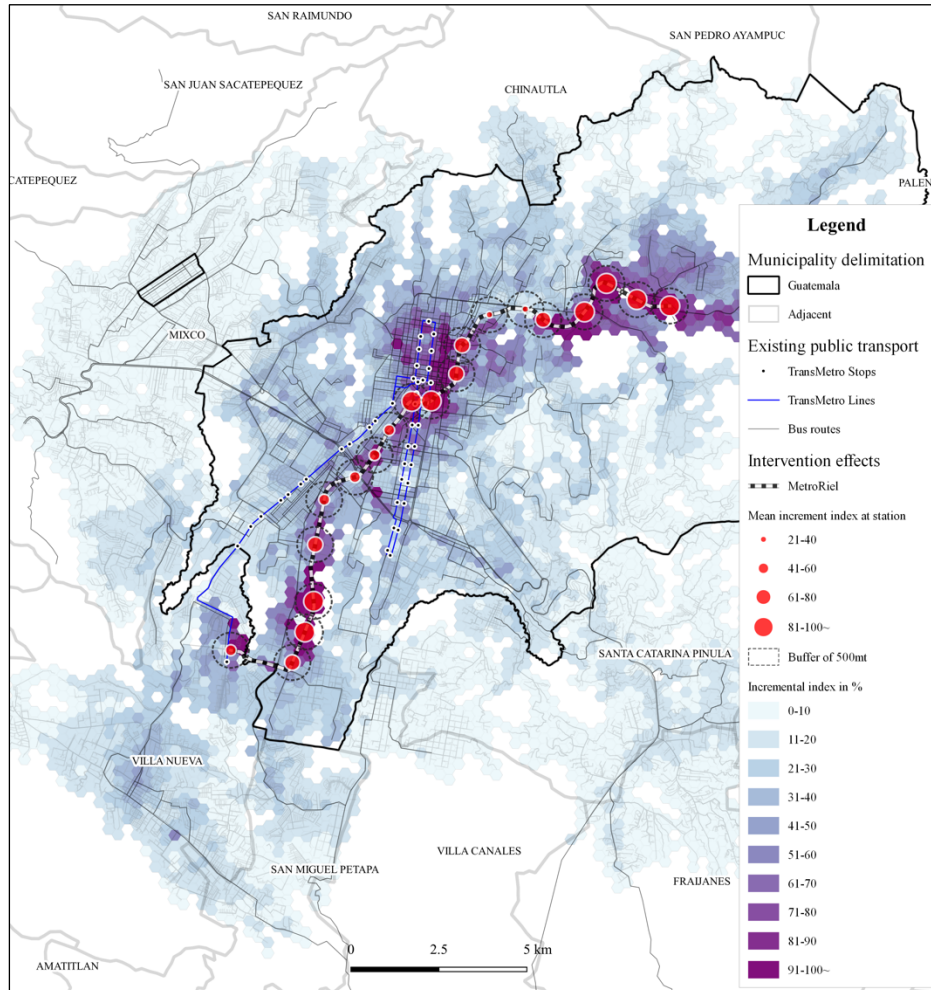 SAN RAIMUNDO
SAN PEDRO AYAMPUC
SAN JUAN SACATEPEQUEZ
CHINAUTLA
CATEPEQUEZ
PALEN
MIXCO
SANTA CATARINA PINULA
VILLA NUEVA
VILLA CANALES
SAN MIGUEL PETAPA
FRAIJANES
AMATITLAN
0 2.5 5 km
Legend
Municipality delimitation
Guatemala
Adjacent
Existing public transport
TransMetro Stops
TransMetro Lines
Bus routes
Intervention effects
MetroRiel
Mean increment index at station
21-40
41-60
61-80
81-100~
Buffer of 500mt
Incremental index in %
0-10
11-20
21-30
31-40
41-50
51-60
61-70
71-80
81-90
91-100~